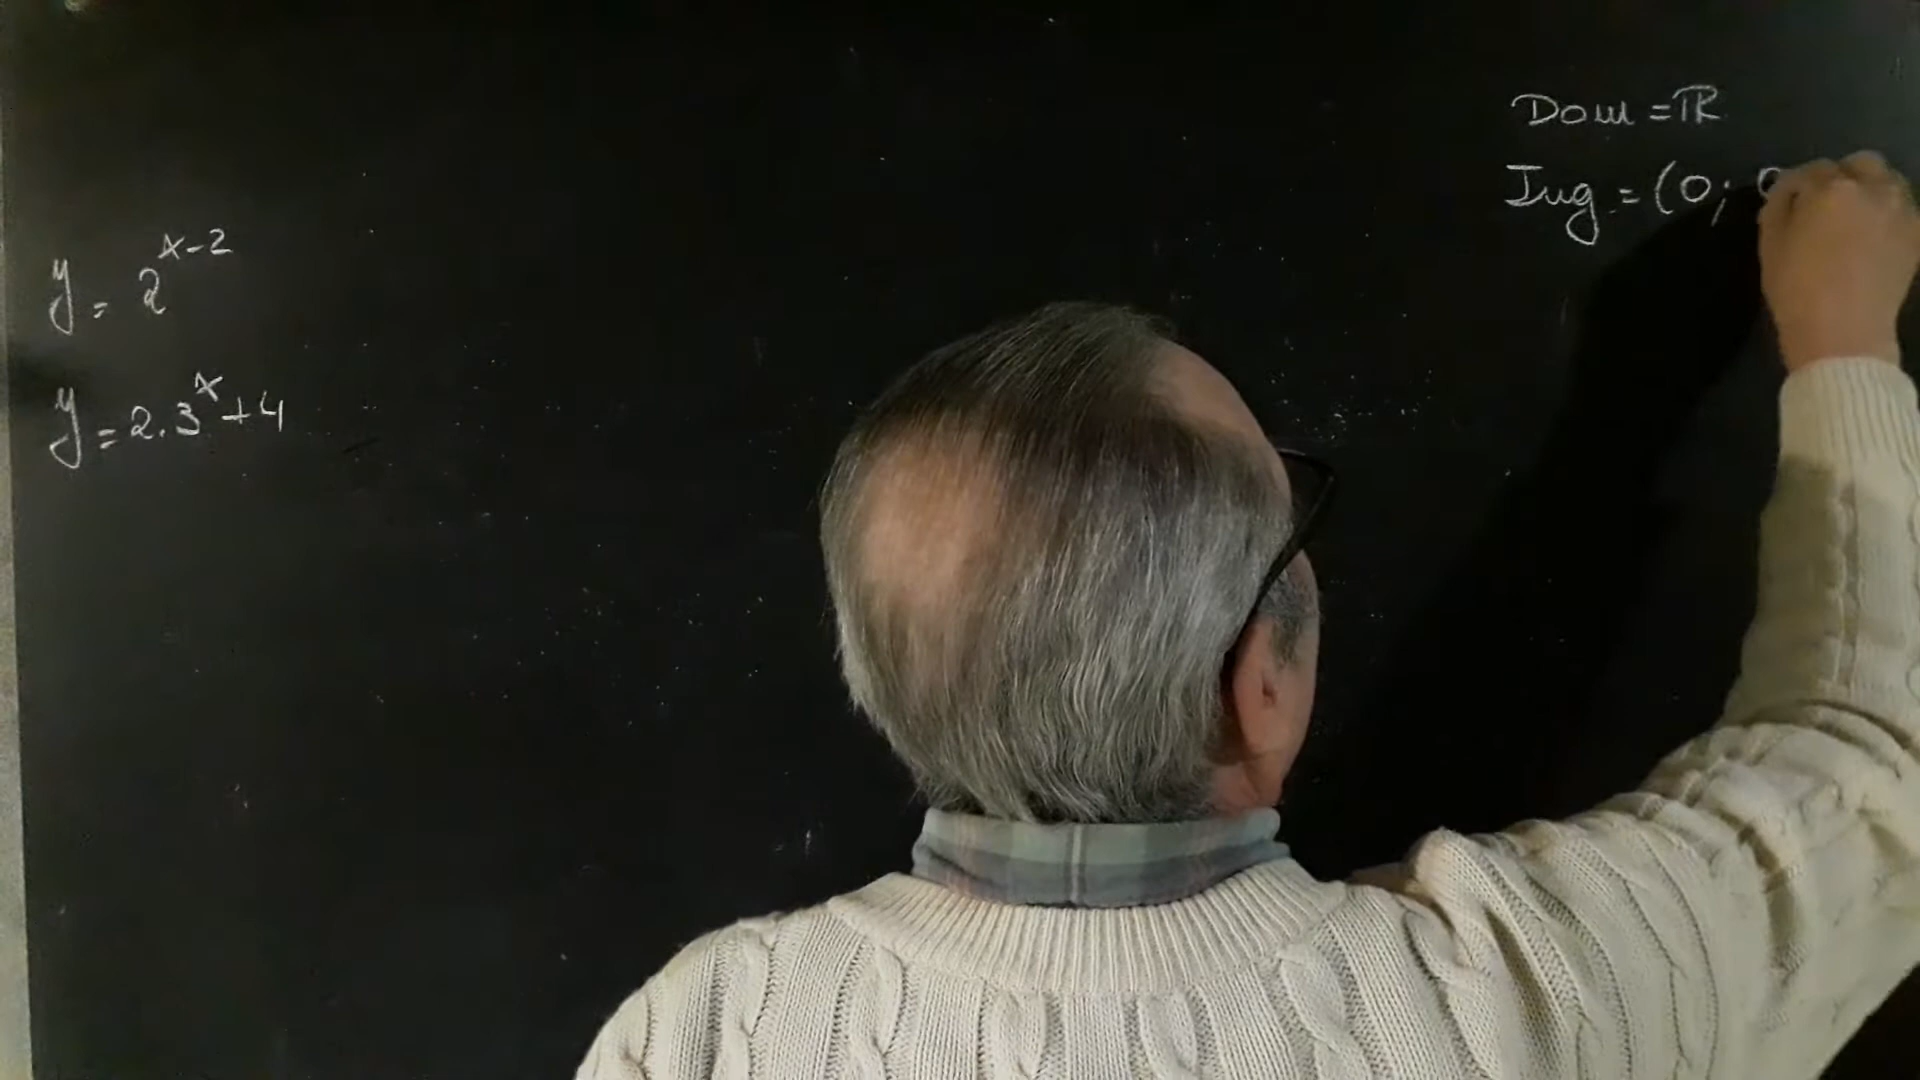 Dom = ℝ
Img = (0;
y = 2^{x-2}
y = 2.3^x + 4